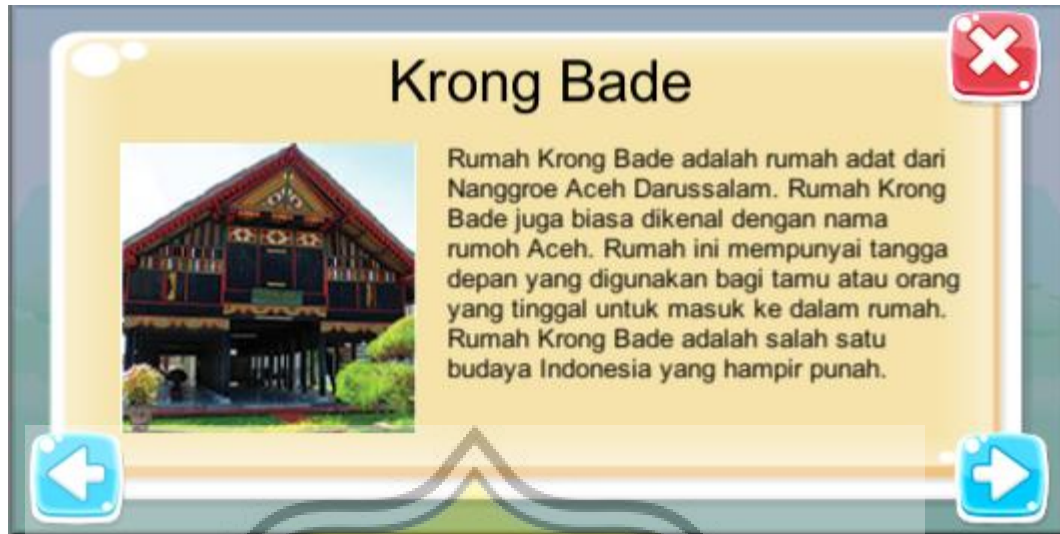 Krong Bade
Rumah Krong Bade adalah rumah adat dari
Nanggroe Aceh Darussalam. Rumah Krong
Bade juga biasa dikenal dengan nama
rumoh Aceh. Rumah ini mempunyai tangga
depan yang digunakan bagi tamu atau orang
yang tinggal untuk masuk ke dalam rumah.
Rumah Krong Bade adalah salah satu
budaya Indonesia yang hampir punah.